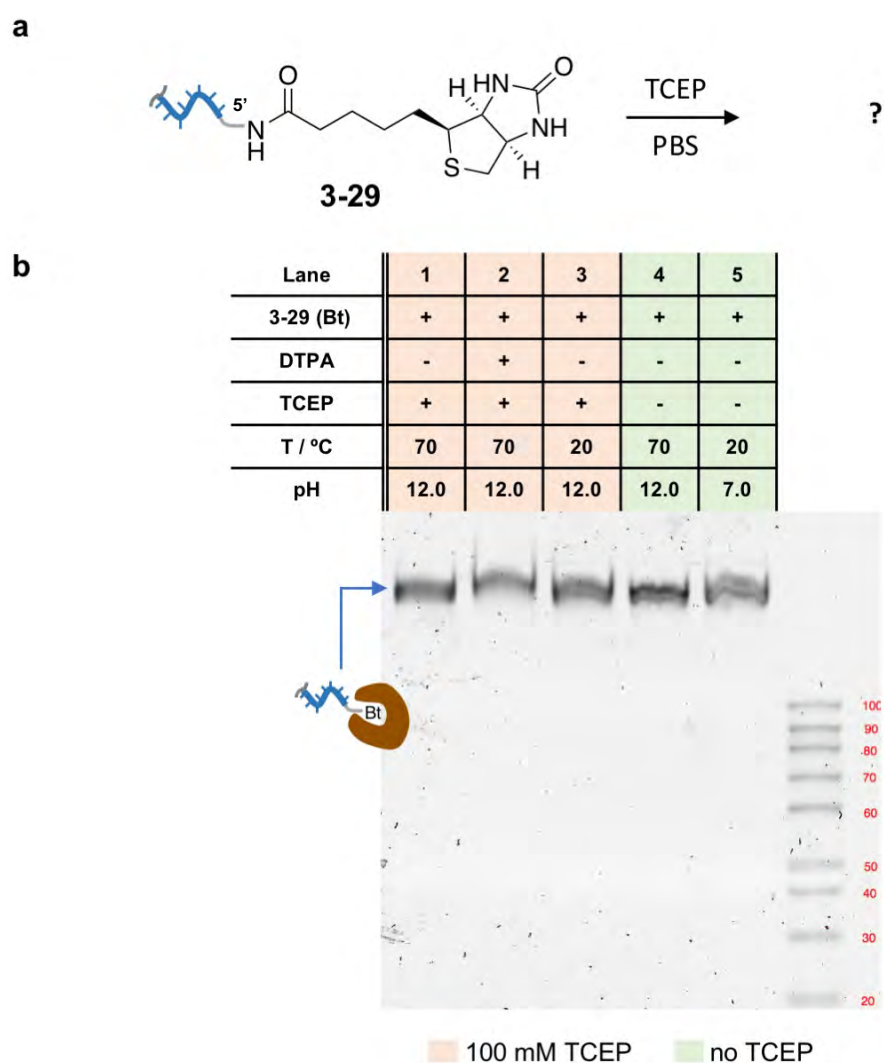 a
O
5'
N
H
H
HN
O
NH
S
H
3-29
TCEP
PBS
?
b
Lane 1 2 3 4 5
3-29 (Bt) + + + + +
DTPA - + - - -
TCEP + + + - -
T / ºC 70 70 20 70 20
pH 12.0 12.0 12.0 12.0 7.0
Bt
100
90
80
70
60
50
40
30
20
100 mM TCEP no TCEP